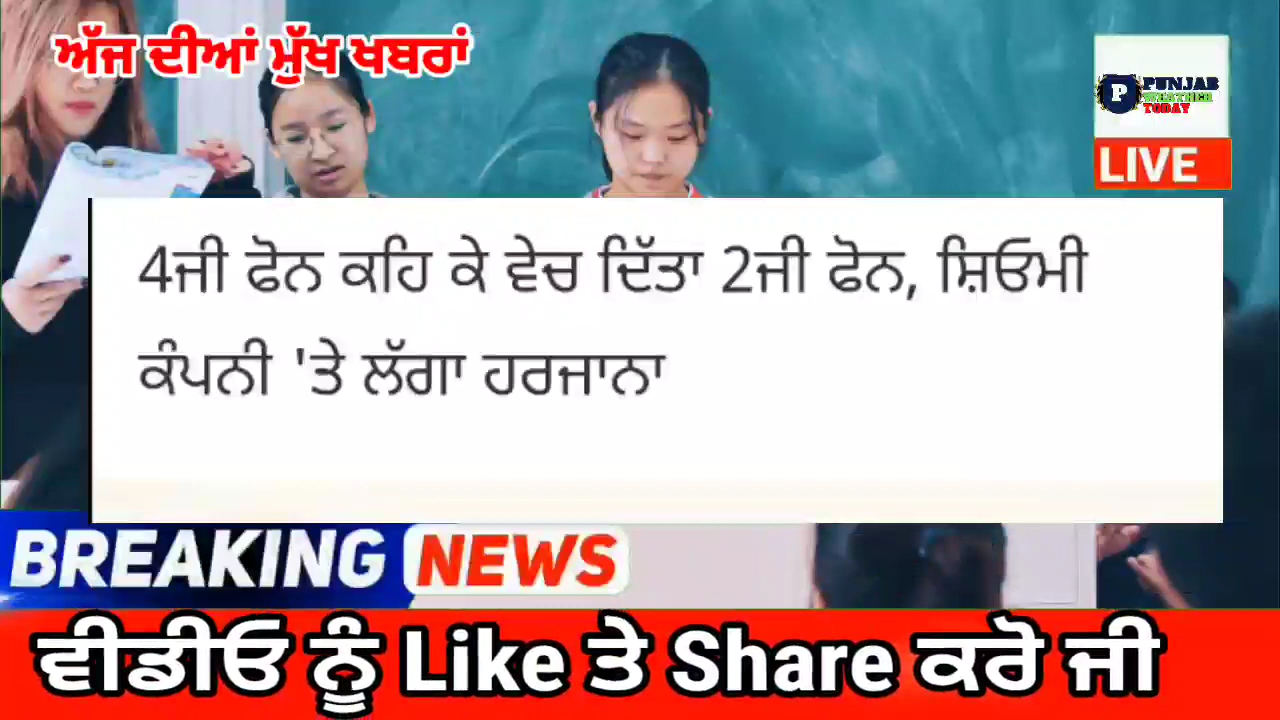 ਅੱਜ ਦੀਆਂ ਮੁੱਖ ਖਬਰਾਂ
P PUNJAB
WEATHER
TODAY
LIVE
4ਜੀ ਫੋਨ ਕਹਿ ਕੇ ਵੇਚ ਦਿੱਤਾ 2ਜੀ ਫੋਨ, ਸ਼ਿਓਮੀ
ਕੰਪਨੀ 'ਤੇ ਲੱਗਾ ਹਰਜਾਨਾ
BREAKING NEWS
ਵੀਡੀਓ ਨੂੰ Like ਤੇ Share ਕਰੋ ਜੀ